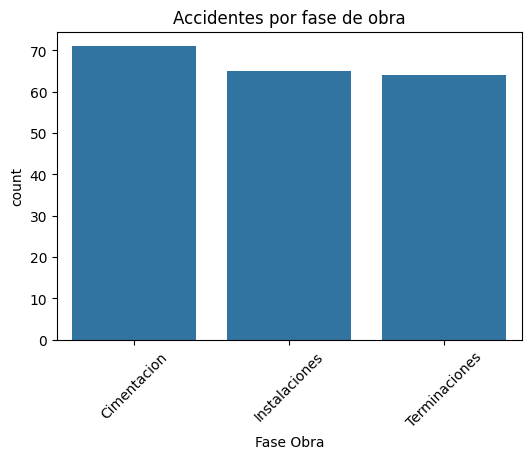 Accidentes por fase de obra
count
70
60
50
40
30
20
10
0
Cimentacion
Instalaciones
Terminaciones
Fase Obra